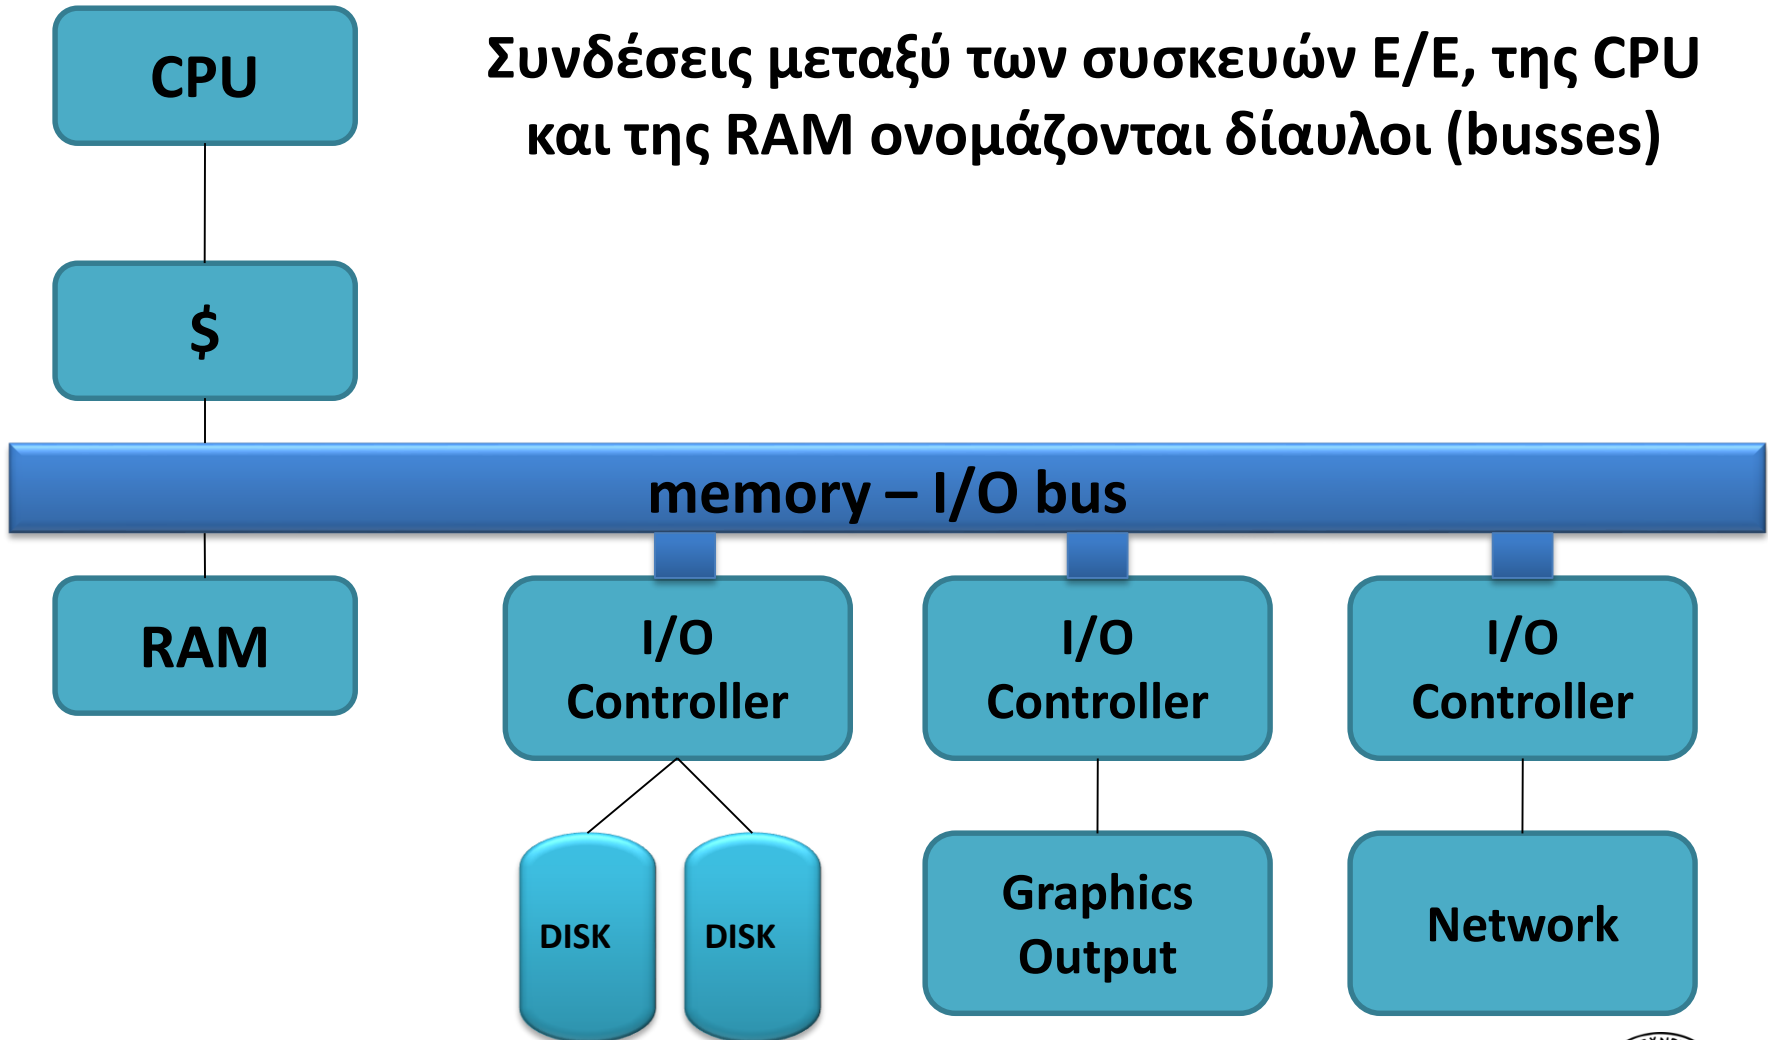 CPU
Συνδέσεις μεταξύ των συσκευών Ε/Ε, της CPU
και της RAM ονομάζονται δίαυλοι (busses)
$
memory – I/O bus
RAM
I/O
Controller
I/O
Controller
I/O
Controller
DISK
DISK
Graphics
Output
Network